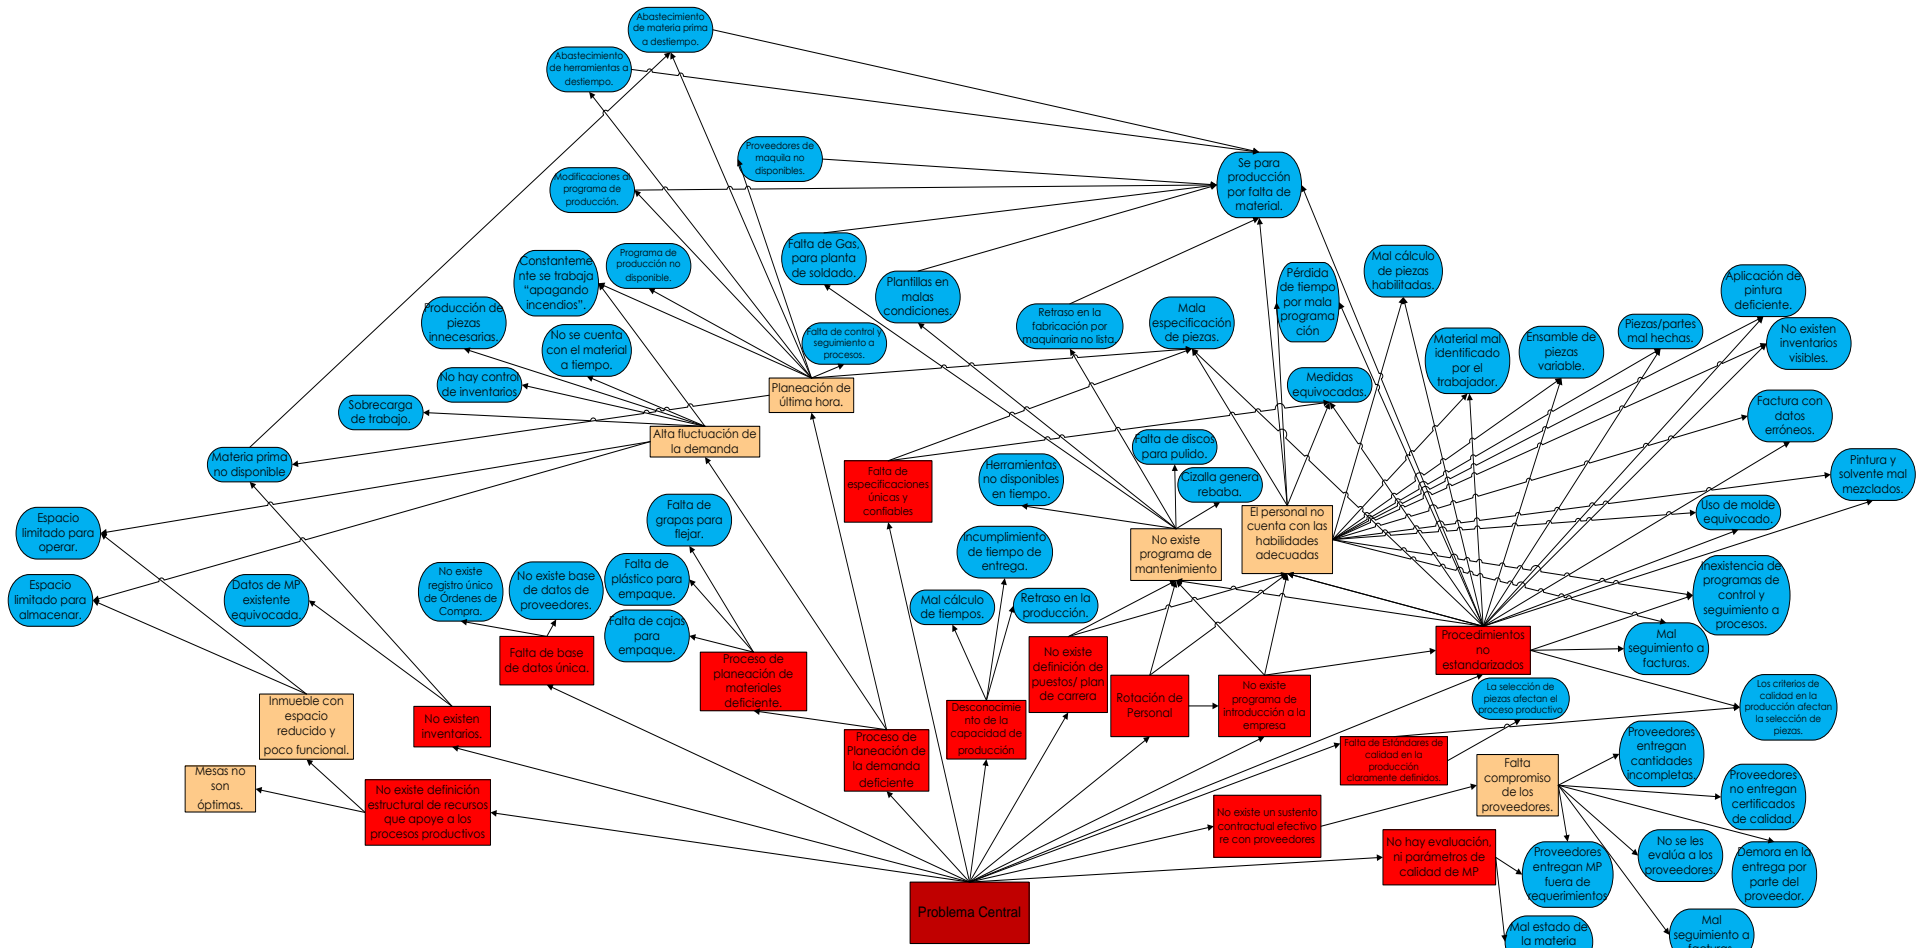 Abastecimiento
de materia prima
a destiempo.
Abastecimiento
de herramientas a
destiempo.
Proveedores de
maquila no
disponibles.
Modificaciones al
programa de
producción.
Se para
producción
por falta de
material.
Constanteme
nte se trabaja
"apagando
incendios".
Programa de
producción no
disponible.
Falta de Gas,
para planta
de soldado.
Plantillas en
malas
condiciones.
Pérdida
de tiempo
por mala
programa
ción
Mal cálculo
de piezas
habilitadas.
Aplicación de
pintura
deficiente.
Producción de
piezas
innecesarias.
No se cuenta
con el material
a tiempo.
Falta de control y
seguimiento a
procesos.
Retraso en la
fabricación por
maquinaria no lista.
Mala
especificación
de piezas.
Material mal
identificado
por el
trabajador.
Ensamble de
piezas
variable.
Piezas/partes
mal hechas.
No existen
inventarios
visibles.
No hay control
de inventarios
Sobrecarga
de trabajo.
Planeación de
última hora.
Medidas
equivocadas.
Factura con
datos
erróneos.
Alta fluctuación de
la demanda
Materia prima
no disponible
Falta de
especificaciones
únicas y
confiables
Herramientas
no disponibles
en tiempo.
Falta de discos
para pulido.
Cizalla genera
rebaba.
Pintura y
solvente mal
mezclados.
Espacio
limitado para
operar.
Falta de
grapas para
flejar.
El personal no
cuenta con las
habilidades
adecuadas
Uso de molde
equivocado.
Espacio
limitado para
almacenar.
Datos de MP
existente
equivocada.
No existe
registro único
de Órdenes de
Compra.
No existe base
de datos de
proveedores.
Falta de
plástico para
empaque.
Incumplimiento
de tiempo de
entrega.
No existe
programa de
mantenimiento
Inexistencia de
programas de
control y
seguimiento a
procesos.
Falta de cajas
para
empaque.
Mal cálculo
de tiempos.
Retraso en la
producción.
Falta de base
de datos única.
Proceso de
planeación de
materiales
deficiente.
No existe
definición de
puestos/ plan
de carrera
Procedimientos
no
estandarizados
Mal
seguimiento a
facturas.
Inmueble con
espacio
reducido y
poco funcional.
No existen
inventarios.
Proceso de
Planeación de
la demanda
deficiente
Desconocimie
nto de la
capacidad de
producción
Rotación de
Personal
No existe
programa de
introducción a la
empresa
La selección de
piezas afectan el
proceso productivo
Los criterios de
calidad en la
producción afectan
la selección de
piezas.
Mesas no
son
óptimas.
No existe definición
estructural de recursos
que apoye a los
procesos productivos
Falta de Estándares de
calidad en la
producción
claramente definidos.
Falta
compromiso
de los
proveedores.
Proveedores
entregan
cantidades
incompletas.
Proveedores
no entregan
certificados
de calidad.
No existe un sustento
contractual efectivo
re con proveedores
No hay evaluación,
ni parámetros de
calidad de MP
Proveedores
entregan MP
fuera de
requerimientos
No se les
evalúa a los
proveedores.
Demora en la
entrega por
parte del
proveedor.
Problema Central
Mal estado de
la materia
Mal
seguimiento a
facturas